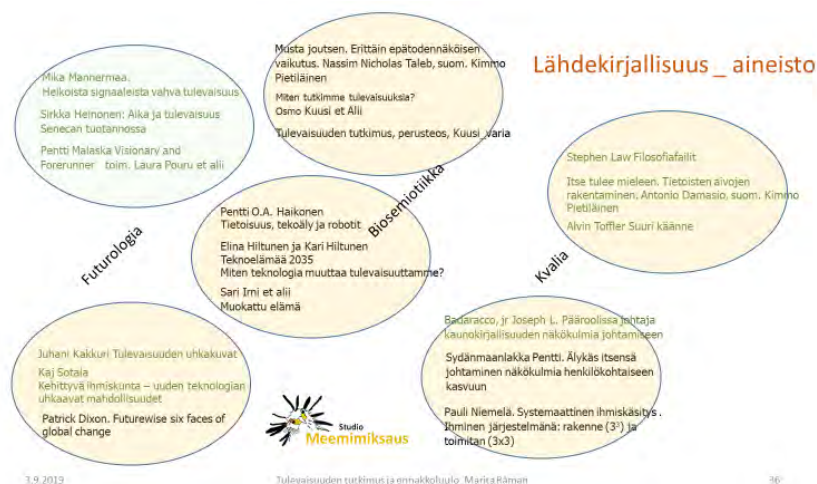 Lähdekirjallisuus _ aineisto
Mika Mannermaa.
Heikoista signaaleista vahva tulevaisuus
Sirkka Heinonen: Aika ja tulevaisuus
Senecan tuotannossa
Pentti Malaska Visionary and
Forerunner toim. Laura Pouru et alii
Musta joutsen. Erittäin epätodennäköisen
vaikutus. Nassim Nicholas Taleb, suom. Kimmo
Pietiläinen
Miten tutkimme tulevaisuuksia?
Osmo Kuusi et Alii
Tulevaisuuden tutkimus, perusteos, Kuusi_varia
Stephen Law Filosofiafailit
Itse tulee mieleen. Tietoisten aivojen
rakentaminen. Antonio Damasio, suom. Kimmo
Pietiläinen
Alvin Toffler Suuri käänne
Futurologia
Biosemiotiikka
Kvalia
Pentti O.A. Haikonen
Tietoisuus, tekoäly ja robotit
Elina Hiltunen ja Kari Hiltunen
Teknoelämää 2035
Miten teknologia muuttaa tulevaisuuttamme?
Sari Irni et alii
Muokattu elämä
Juhani Kakkuri Tulevaisuuden uhkakuvat
Kaj Sotala
Kehittyvä ihmiskunta – uuden teknologian
uhkaavat mahdollisuudet
Patrick Dixon. Futurewise six faces of
global change
Badaracco, jr Joseph L. Pääroolissa johtaja
kaunokirjallisuuden näkökulmia johtamiseen
Sydänmaanlakka Pentti. Älykäs itsensä
johtaminen näkökulmia henkilökohtaiseen
kasvuun
Pauli Niemelä. Systemaattinen ihmiskäsitys .
Ihminen järjestelmänä: rakenne (3³) ja
toimitan (3x3)
Studio
Meemimiksaus
3.9.2019
Tulevaisuuden tutkimus ja ennakkoluulo Marita Råman
36